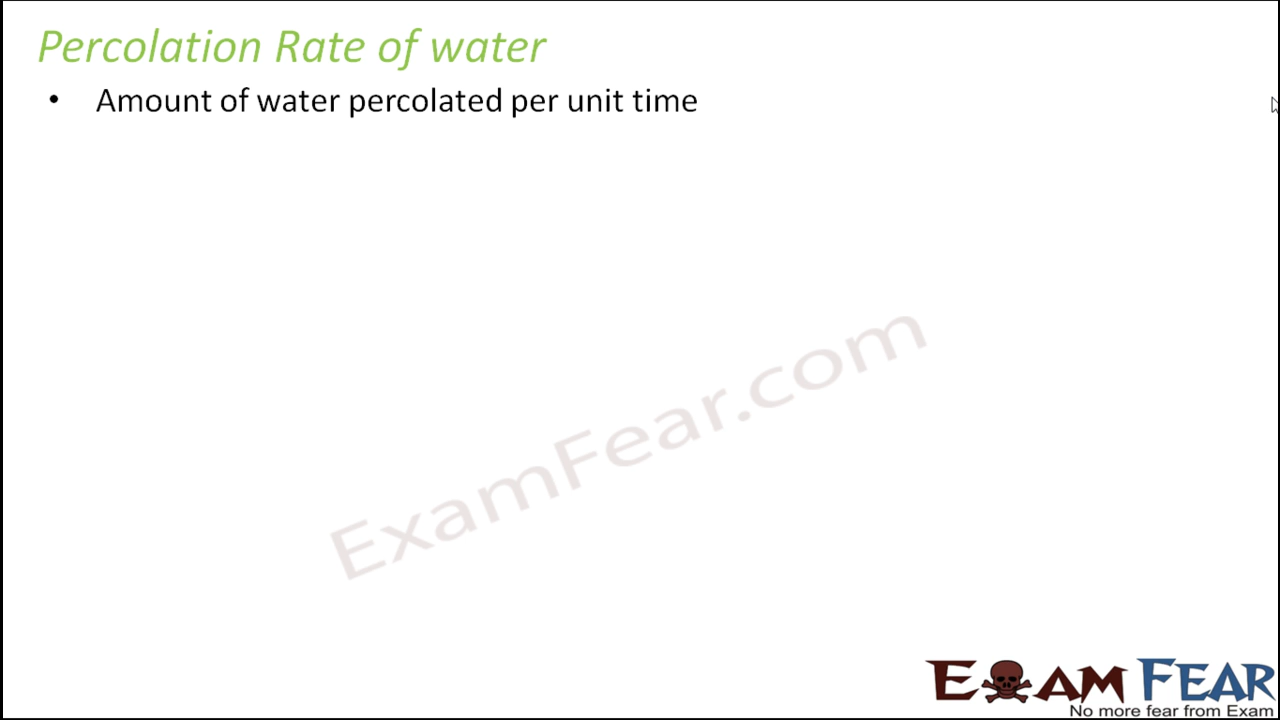 Percolation Rate of water
• Amount of water percolated per unit time
ExamFear.com
EXAM FEAR
No more fear from Exam